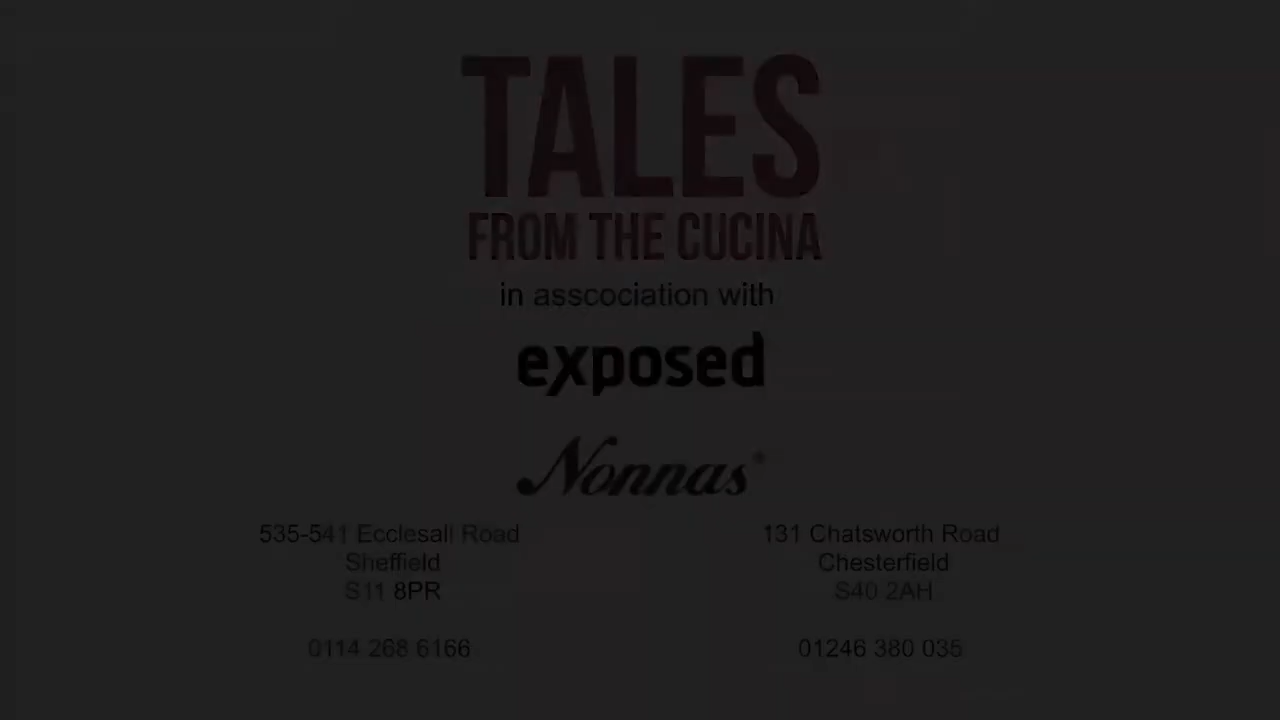 TALES
FROM THE CUCINA
in asscociation with
exposed
Nonnas
535-541 Ecclesall Road
Sheffield
S11 8PR
0114 268 6166
131 Chatsworth Road
Chesterfield
S40 2AH
01246 380 035